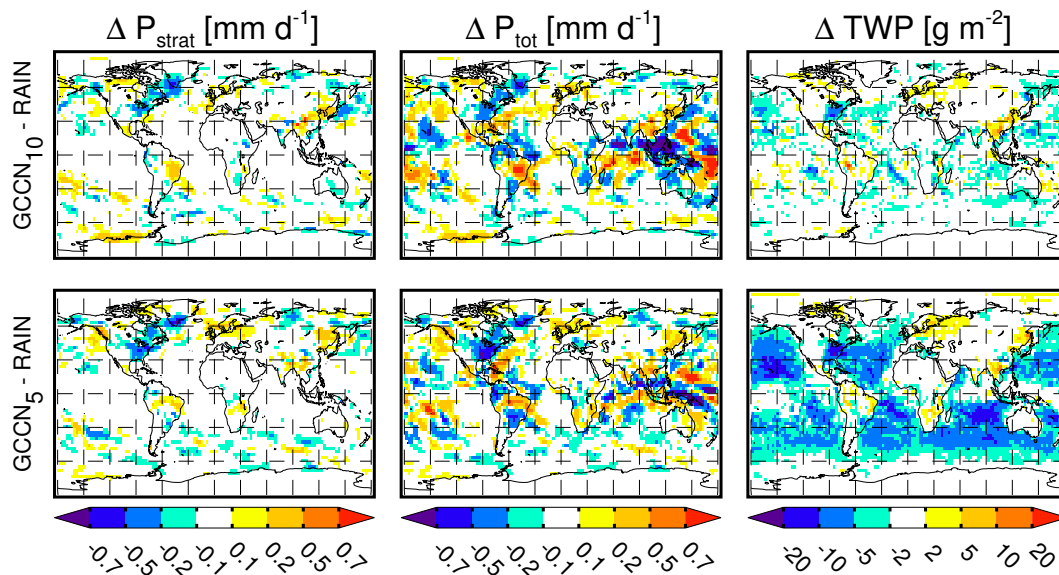 Δ P_strat [mm d^-1] Δ P_tot [mm d^-1] Δ TWP [g m^-2]
GCCN_10 - RAIN
GCCN_5 - RAIN
-0.7 -0.5 -0.2 -0.1 0.1 0.2 0.5 0.7 -0.7 -0.5 -0.2 -0.1 0.1 0.2 0.5 0.7 -20 -10 -5 -2 2 5 10 20